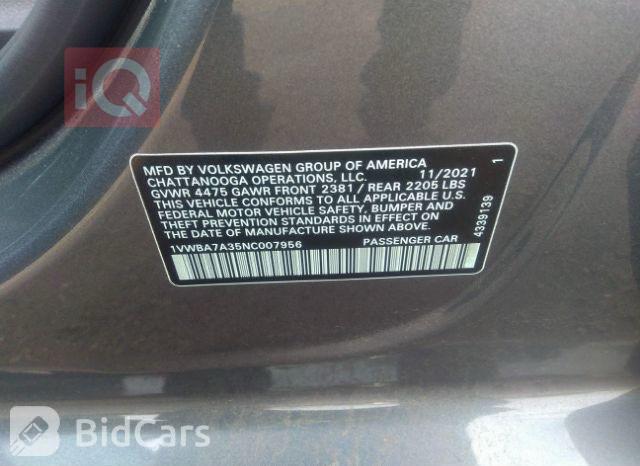 iQ
MFD BY VOLKSWAGEN GROUP OF AMERICA
CHATTANOOGA OPERATIONS, LLC. 11/2021
GVWR 4475 GAWR FRONT 2381 / REAR 2205 LBS
THIS VEHICLE CONFORMS TO ALL APPLICABLE U.S.
FEDERAL MOTOR VEHICLE SAFETY, BUMPER AND
THEFT PREVENTION STANDARDS IN EFFECT ON
THE DATE OF MANUFACTURE SHOWN ABOVE.
1VWBA7A35NC007956 PASSENGER CAR
4339139 1
BidCars